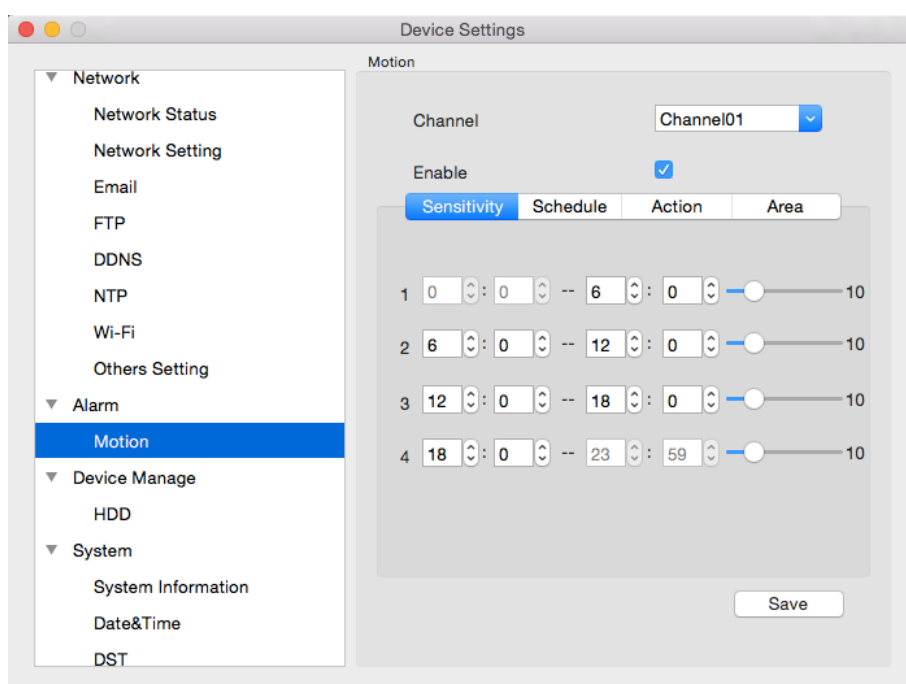 Device Settings
Network
Network Status
Network Setting
Email
FTP
DDNS
NTP
Wi-Fi
Others Setting
Alarm
Motion
Device Manage
HDD
System
System Information
Date&Time
DST
Motion
Channel Channel01
Enable
Sensitivity Schedule Action Area
1 0 : 0 -- 6 : 0 10
2 6 : 0 -- 12 : 0 10
3 12 : 0 -- 18 : 0 10
4 18 : 0 -- 23 : 59 10
Save